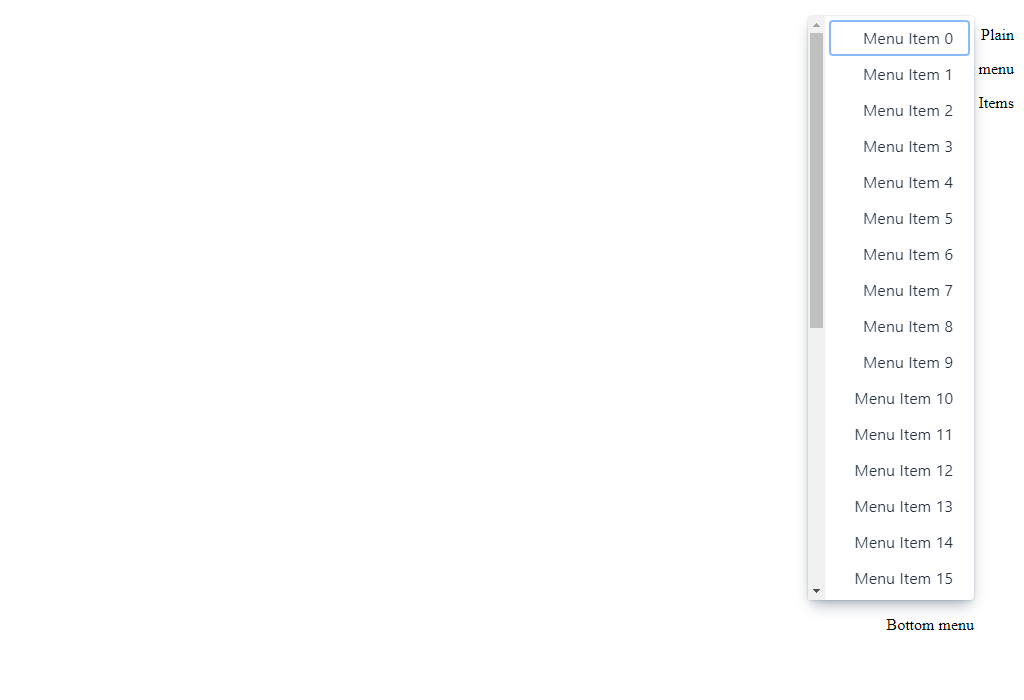 Plain
menu
Items
Menu Item 0
Menu Item 1
Menu Item 2
Menu Item 3
Menu Item 4
Menu Item 5
Menu Item 6
Menu Item 7
Menu Item 8
Menu Item 9
Menu Item 10
Menu Item 11
Menu Item 12
Menu Item 13
Menu Item 14
Menu Item 15
Bottom menu